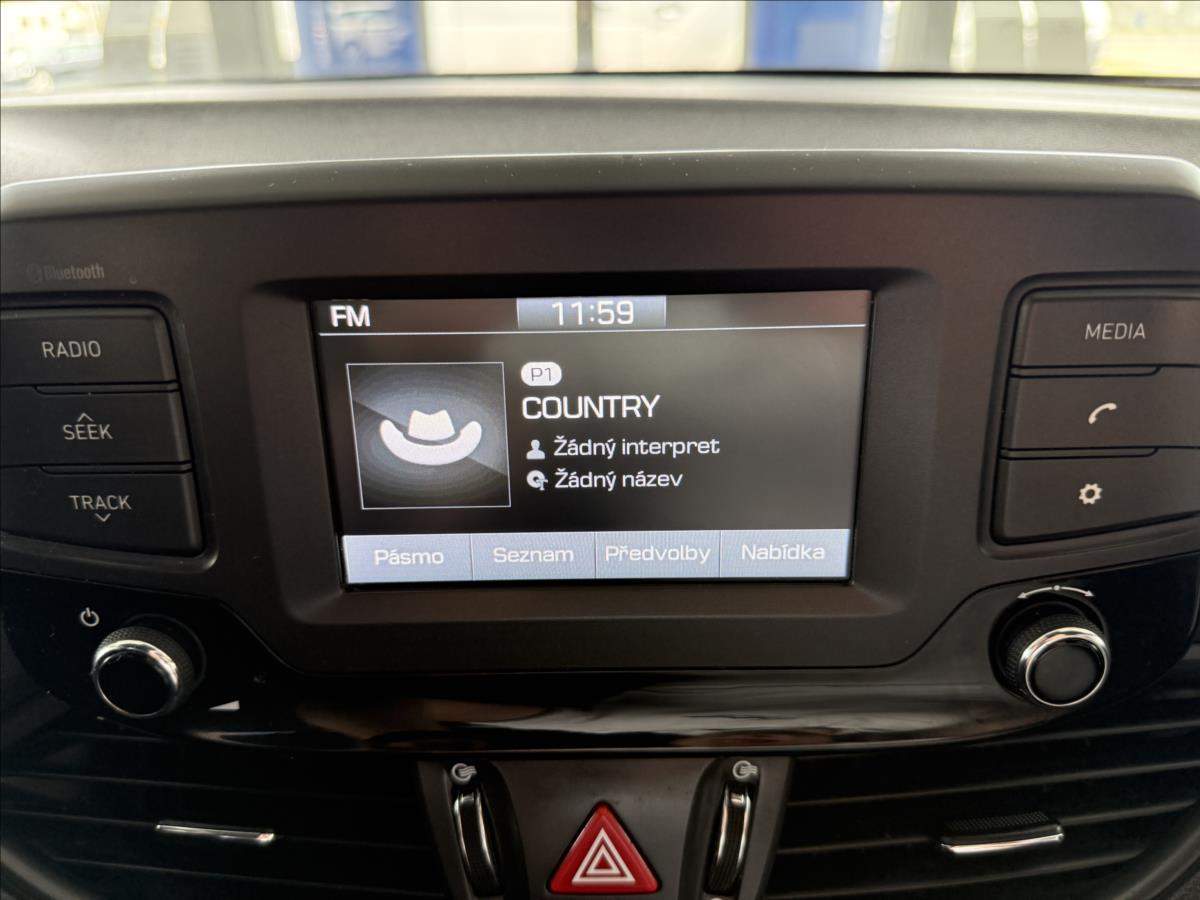 Bluetooth
FM
11:59
RADIO
SEEK
TRACK
MEDIA
P1
COUNTRY
Žádný interpret
Žádný název
Pásmo Seznam Předvolby Nabídka